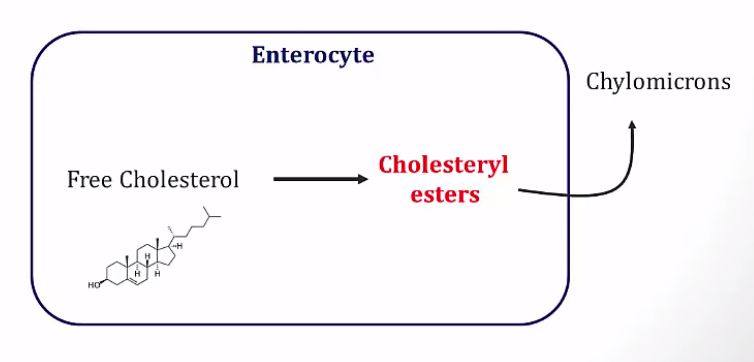 Enterocyte
Chylomicrons
Free Cholesterol
Cholesteryl
esters
H
H
H
H
HO